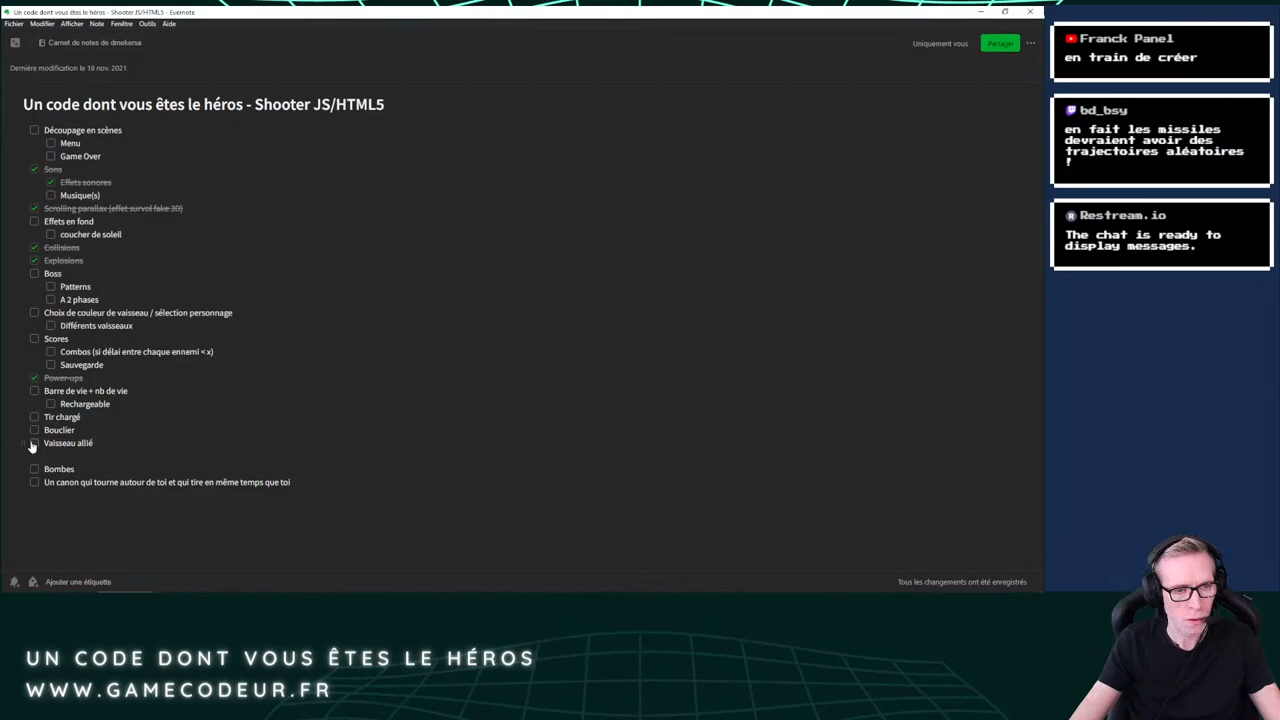 Un code dont vous êtes le héros - Shooter JS/HTML5 - Evernote
Fichier Modifier Afficher Note Fenêtre Outils Aide
Carnet de notes de dmekersa
Uniquement vous
Partager
Dernière modification le 18 nov. 2021
Un code dont vous êtes le héros - Shooter JS/HTML5
Découpage en scènes
Menu
Game Over
Sons
Effets sonores
Musique(s)
Scrolling parallax (effet survol fake 3D)
Effets en fond
coucher de soleil
Collisions
Explosions
Boss
Patterns
A 2 phases
Choix de couleur de vaisseau / sélection personnage
Différents vaisseaux
Scores
Combos (si délai entre chaque ennemi < x)
Sauvegarde
Power-ups
Barre de vie + nb de vie
Rechargeable
Tir chargé
Bouclier
Vaisseau allié
Bombes
Un canon qui tourne autour de toi et qui tire en même temps que toi
Ajouter une étiquette
Tous les changements ont été enregistrés
Franck Panel
en train de créer
bd_bsy
en fait les missiles
devraient avoir des
trajectoires aléatoires
!
Restream.io
The chat is ready to
display messages.
UN CODE DONT VOUS ÊTES LE HÉROS
WWW.GAMECODEUR.FR